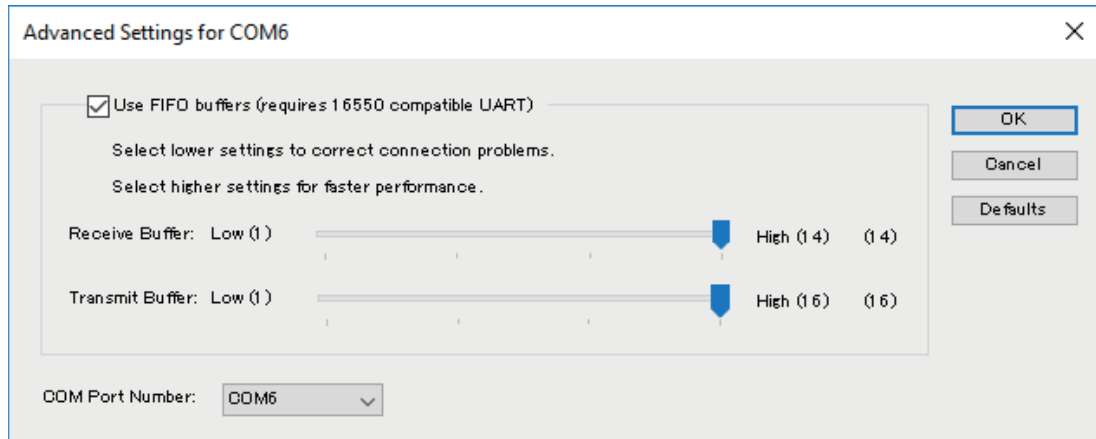 Advanced Settings for COM6
Use FIFO buffers (requires 16550 compatible UART)
Select lower settings to correct connection problems.
Select higher settings for faster performance.
Receive Buffer: Low (1) High (14) (14)
Transmit Buffer: Low (1) High (16) (16)
COM Port Number: COM6
OK
Cancel
Defaults